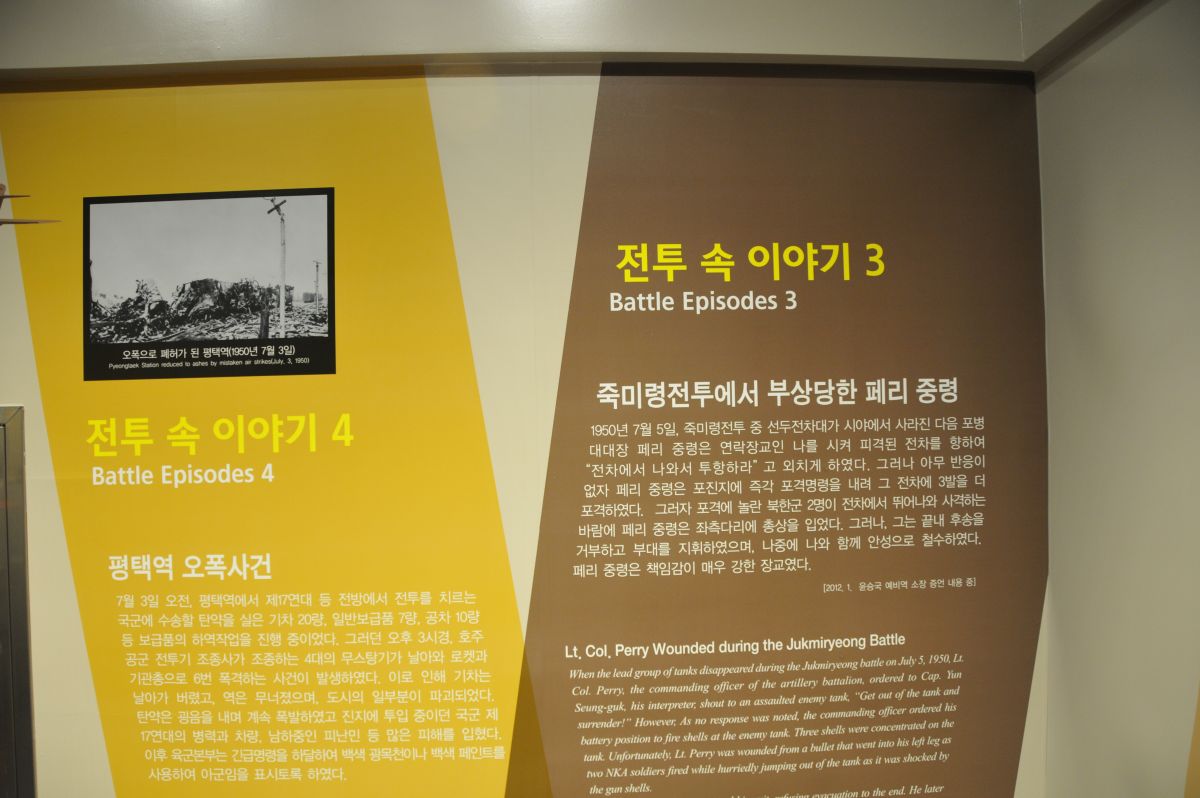 오폭으로 폐허가 된 평택역(1950년 7월 3일)
Pyeongtaek Station reduced to ashes by mistaken air strikes(July, 3, 1950)
전투 속 이야기 4
Battle Episodes 4
평택역 오폭사건
7월 3일 오전, 평택역에서 제17연대 등 전방에서 전투를 치르는
국군에 수송할 탄약을 실은 기차 20량, 일반보급품 7량, 공차 10량
등 보급품의 하역작업을 진행 중이었다. 그러던 오후 3시경, 호주
공군 전투기 조종사가 조종하는 4대의 무스탕기가 날아와 로켓과
기관총으로 6번 폭격하는 사건이 발생하였다. 이로 인해 기차는
날아가 버렸고, 역은 무너졌으며, 도시의 일부분이 파괴되었다.
탄약은 굉음을 내며 계속 폭발하였고 진지에 투입 중이던 국군 제
17연대의 병력과 차량, 남하중인 피난민 등 많은 피해를 입혔다.
이후 육군본부는 긴급명령을 하달하여 백색 광목천이나 백색 페인트를
사용하여 아군임을 표시토록 하였다.
전투 속 이야기 3
Battle Episodes 3
죽미령전투에서 부상당한 페리 중령
1950년 7월 5일, 죽미령전투 중 선두전차대가 시야에서 사라진 다음 포병
대대장 페리 중령은 연락장교인 나를 시켜 피격된 전차를 향하여
“전차에서 나와서 투항하라” 고 외치게 하였다. 그러나 아무 반응이
없자 페리 중령은 포진지에 즉각 포격명령을 내려 그 전차에 3발을 더
포격하였다. 그러자 포격에 놀란 북한군 2명이 전차에서 뛰어나와 사격하는
바람에 페리 중령은 좌측다리에 총상을 입었다. 그러나, 그는 끝내 후송을
거부하고 부대를 지휘하였으며, 나중에 나와 함께 안성으로 철수하였다.
페리 중령은 책임감이 매우 강한 장교였다.
[2012. 1. 윤승국 예비역 소장 증언 내용 중]
Lt. Col. Perry Wounded during the Jukmiryeong Battle
When the lead group of tanks disappeared during the Jukmiryeong battle on July 5, 1950, Lt.
Col. Perry, the commanding officer of the artillery battalion, ordered to Cap. Yun
Seung-guk, his interpreter, shout to an assaulted enemy tank, “Get out of the tank and
surrender!” However, As no response was noted, the commanding officer ordered his
battery position to fire shells at the enemy tank. Three shells were concentrated on the
tank. Unfortunately, Lt. Perry was wounded from a bullet that went into his left leg as
two NKA soldiers fired while hurriedly jumping out of the tank as it was shocked by
the gun shells.
refusing evacuation to the end. He later